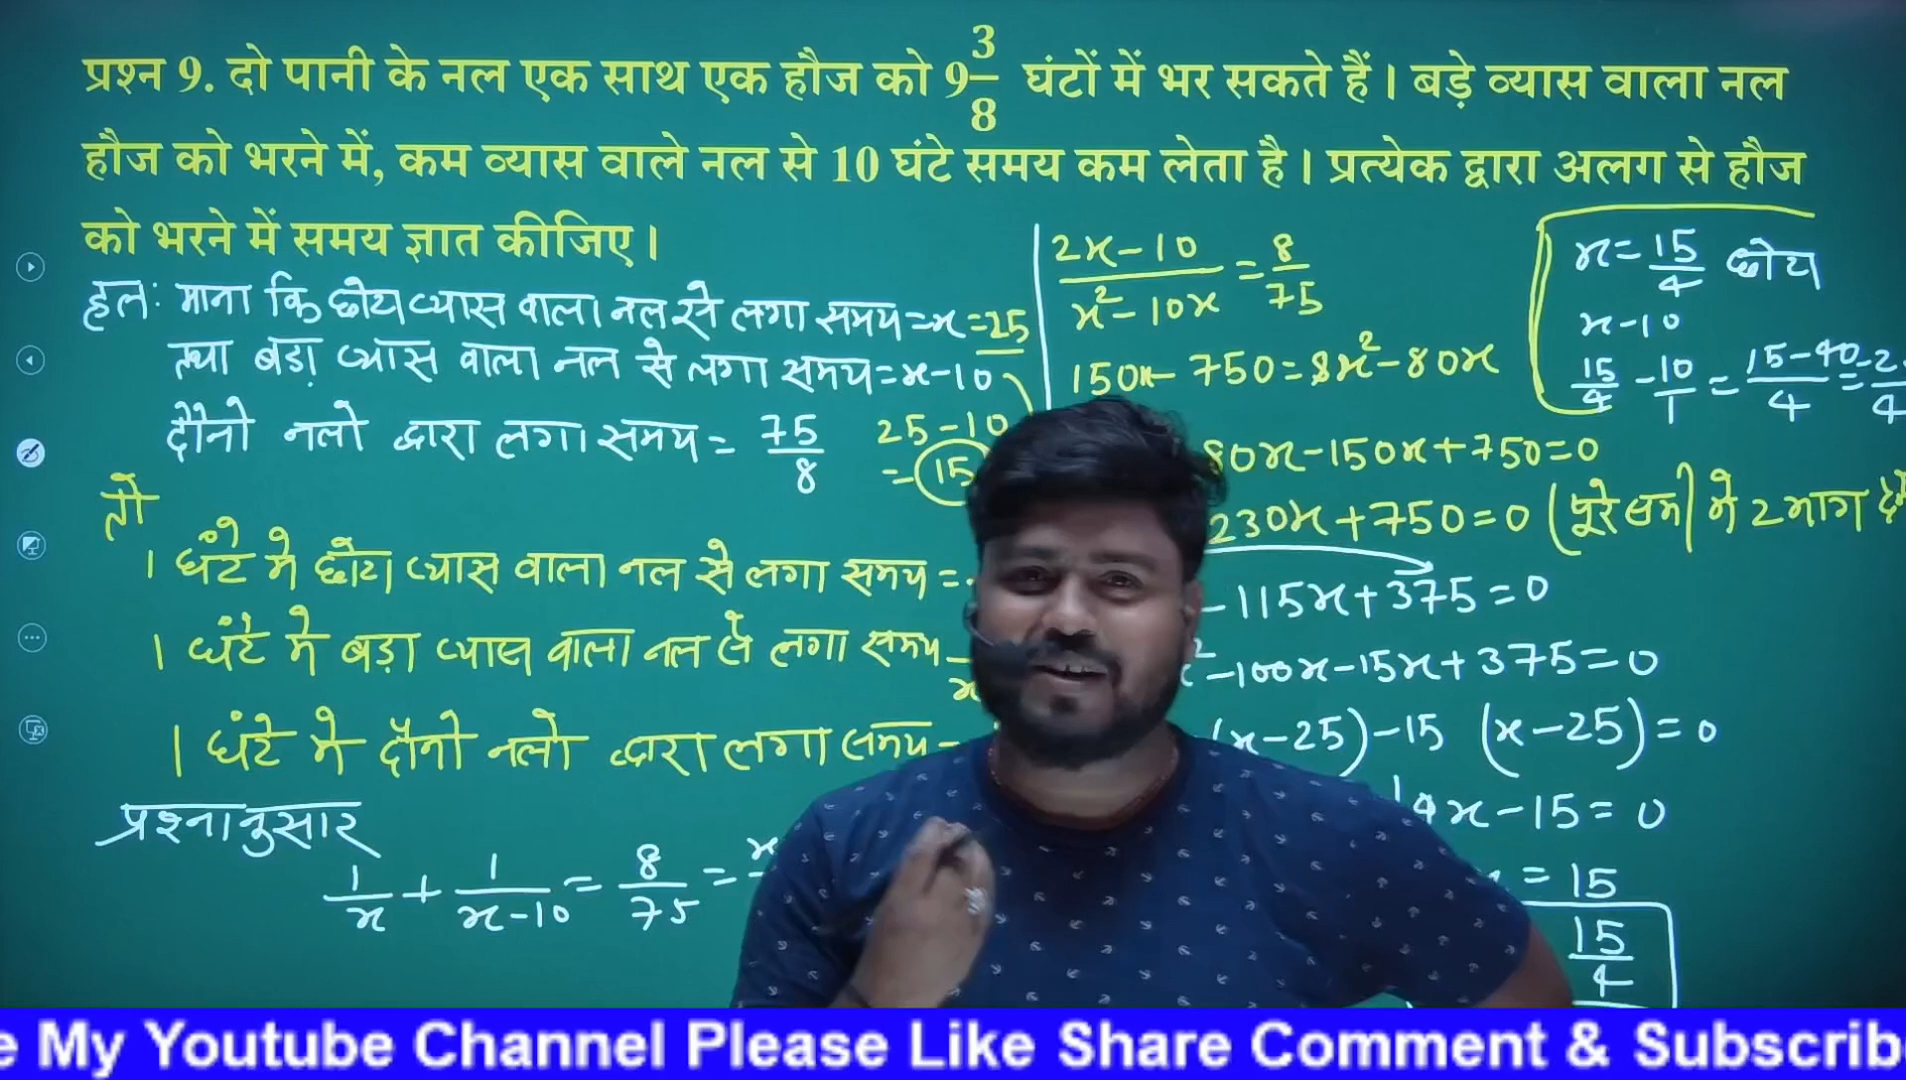 प्रश्न 9. दो पानी के नल एक साथ एक हौज को 9 3/8 घंटों में भर सकते हैं। बड़े व्यास वाला नल
हौज को भरने में, कम व्यास वाले नल से 10 घंटे समय कम लेता है। प्रत्येक द्वारा अलग से हौज
को भरने में समय ज्ञात कीजिए।
हल: माना कि छोटा व्यास वाला नल से लगा समय = x = 25
तथा बड़ा व्यास वाला नल से लगा समय = x - 10
दोनो नलो द्वारा लगा समय = 75/8
25 - 10
= 15
तो
1 घंटे मे छोटा व्यास वाला नल से लगा समय =
1 घंटे मे बड़ा व्यास वाला नल से लगा समय
1 घंटे मे दोनो नलो द्वारा लगा समय =
प्रश्नानुसार
1/x + 1/(x-10) = 8/75 =
(2x-10)/(x²-10x) = 8/75
150x - 750 = 8x² - 80x
80x - 150x + 750 = 0
230x + 750 = 0 (पूरे समी में 2 भाग
- 115x + 375 = 0
- 100x - 15x + 375 = 0
(x-25) - 15 (x-25) = 0
4x - 15 = 0
= 15
15/4
x = 15/4 छोटा
x - 10
15/4 - 10/1 = (15-40)/4 =
e My Youtube Channel Please Like Share Comment & Subscrib